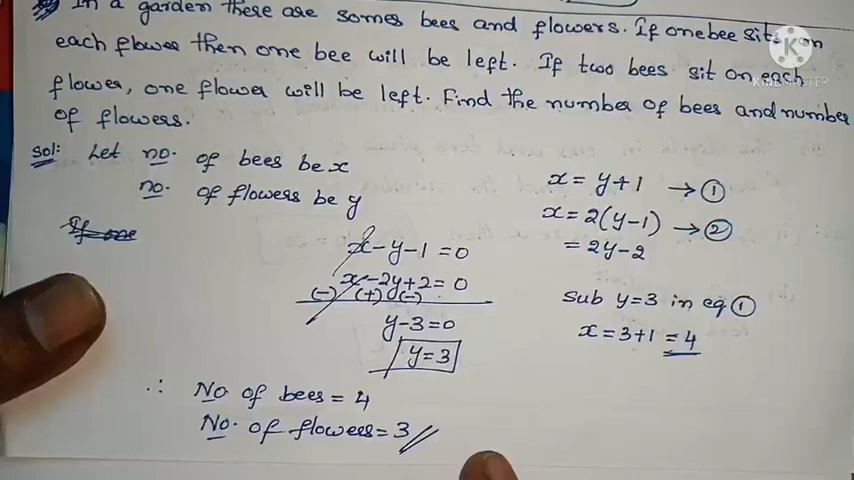 In a garden there are somes bees and flowers. If one bee sits on
each flower then one bee will be left. If two bees sit on each
flower, one flower will be left. Find the number of bees and number
of flowers.
Sol: Let no. of bees be x
no. of flowers be y
If one
x-y-1=0
x-2y+2=0
(-) (+) (-)
y-3=0
y=3
x = y+1 → ①
x = 2(y-1) → ②
= 2y-2
Sub y=3 in eq ①
x = 3+1 = 4
∴ No of bees = 4
No. of flowers = 3